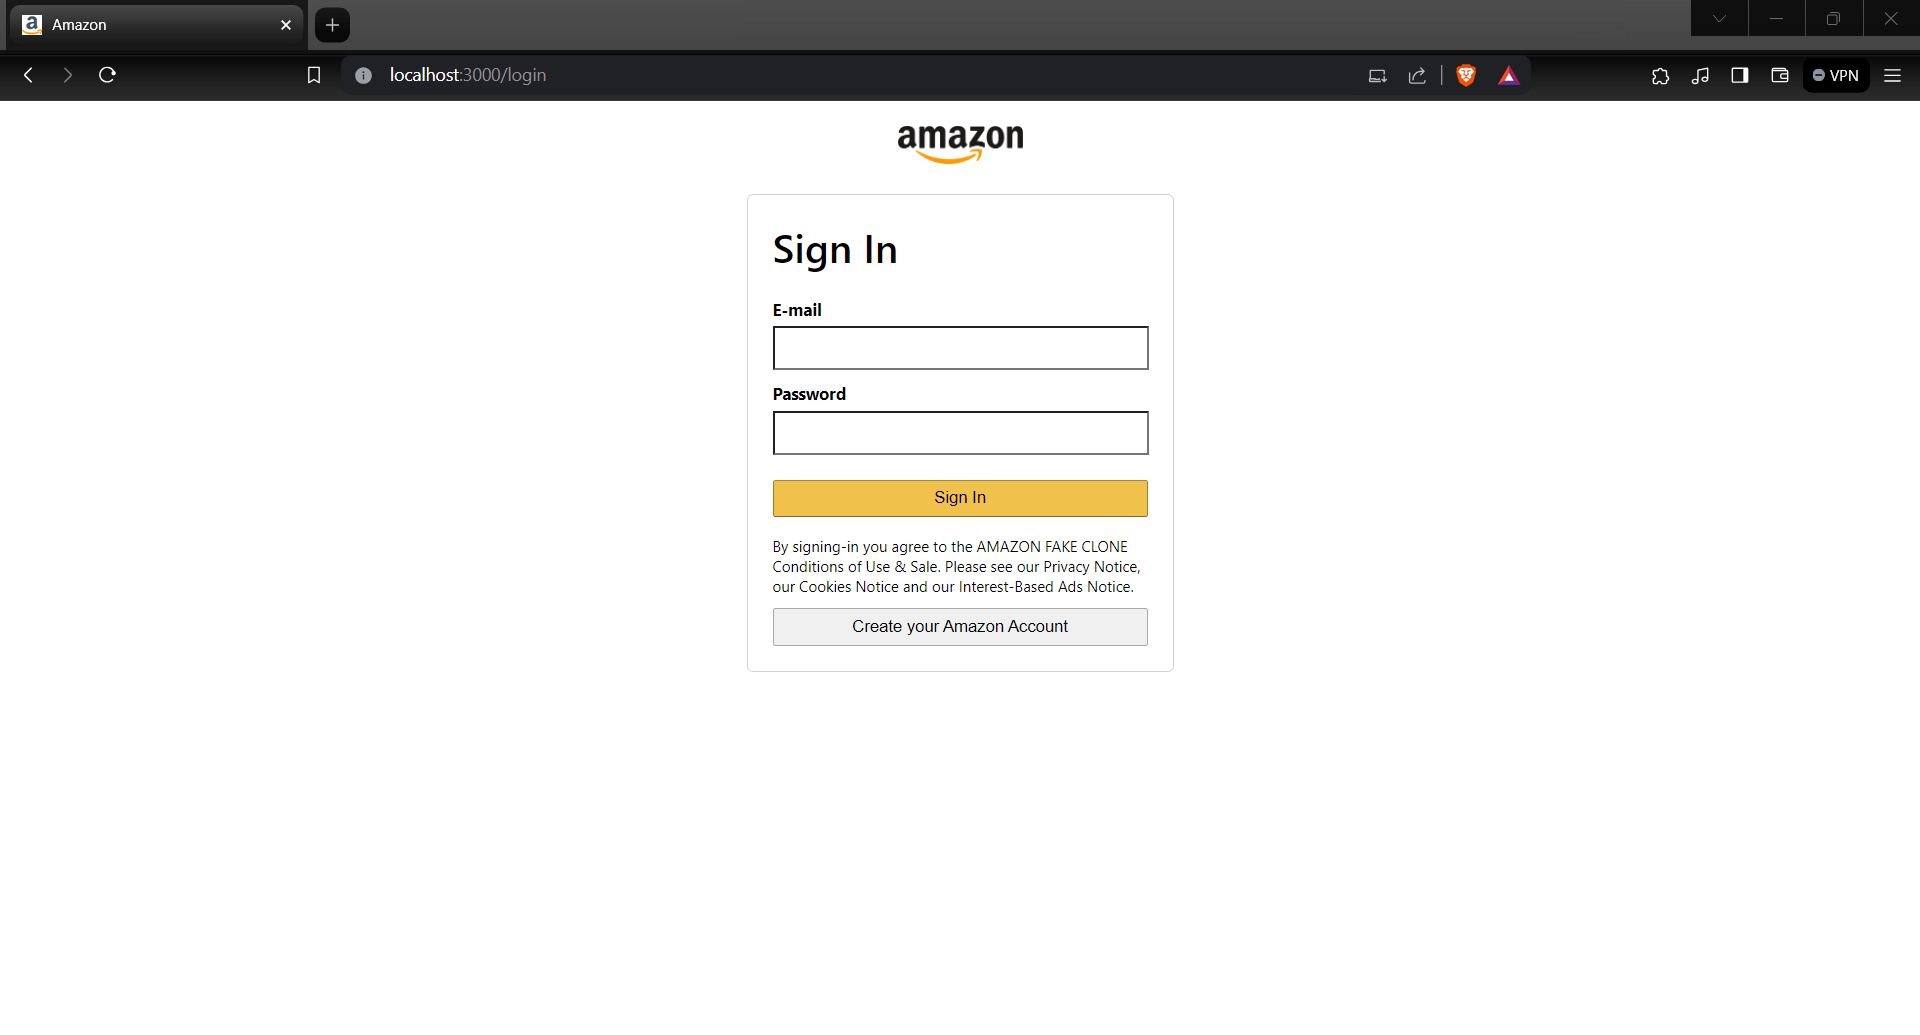 Amazon
localhost:3000/login
VPN
amazon
Sign In
E-mail
Password
Sign In
By signing-in you agree to the AMAZON FAKE CLONE
Conditions of Use & Sale. Please see our Privacy Notice,
our Cookies Notice and our Interest-Based Ads Notice.
Create your Amazon Account